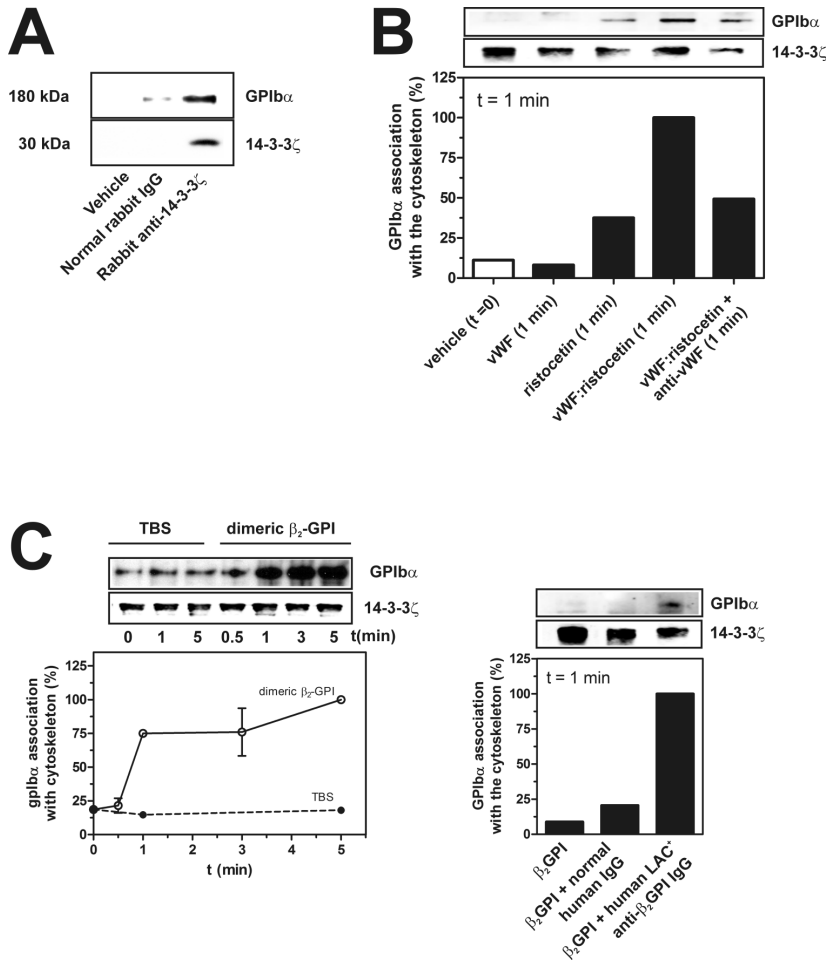 A
180 kDa
GPIbα
30 kDa
14-3-3ζ
Vehicle
Normal rabbit IgG
Rabbit anti-14-3-3ζ
B
GPIbα
14-3-3ζ
GPIbα association
with the cytoskeleton (%)
125
100
75
50
25
0
t = 1 min
vehicle (t =0)
vWF (1 min)
ristocetin (1 min)
vWF:ristocetin (1 min)
vWF:ristocetin +
anti-vWF (1 min)
C
TBS
dimeric β₂-GPI
GPIbα
14-3-3ζ
0 1 5 0.5 1 3 5 t(min)
gpIbα association
with cytoskeleton (%)
125
100
75
50
25
0
dimeric β₂-GPI
TBS
0 1 2 3 4 5
t (min)
GPIbα
14-3-3ζ
GPIbα association
with the cytoskeleton (%)
125
100
75
50
25
0
t = 1 min
β₂GPI
β₂GPI + normal
human IgG
β₂GPI + human LAC⁺
anti-β₂GPI IgG